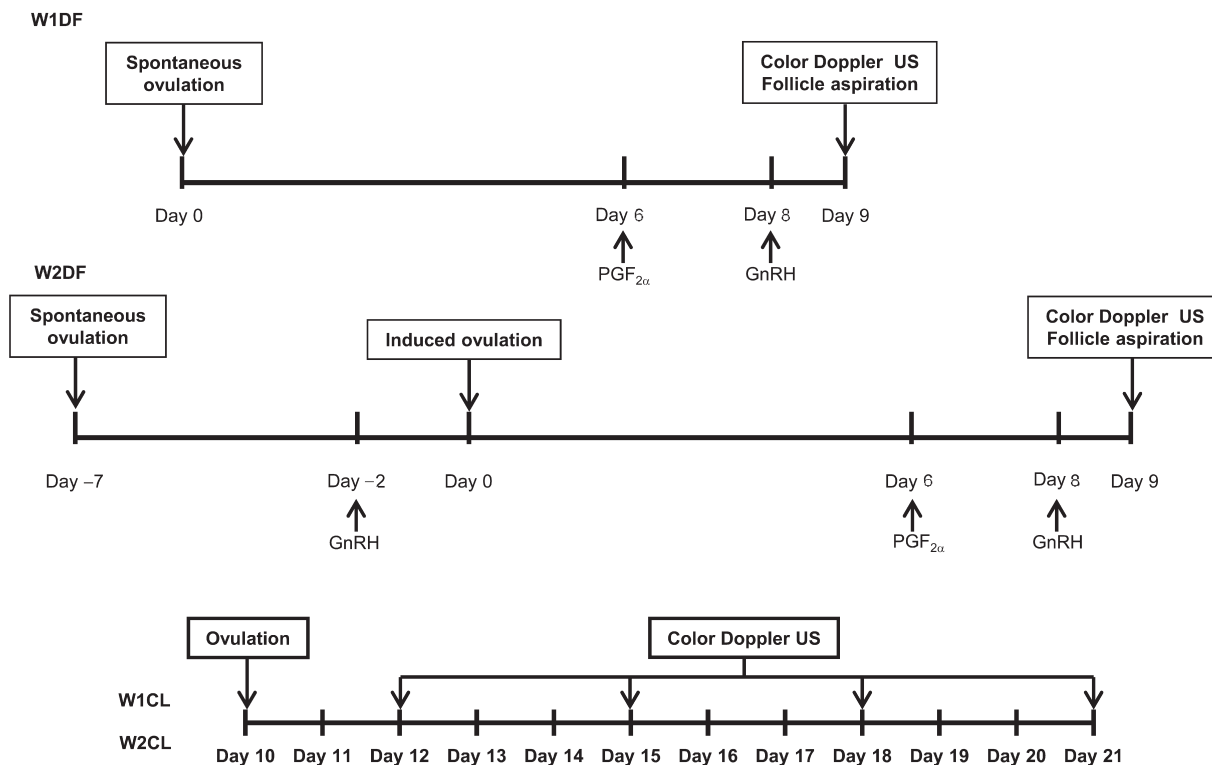 W1DF
Spontaneous
ovulation
Color Doppler US
Follicle aspiration
Day 0
Day 6
Day 8
Day 9
PGF2α
GnRH
W2DF
Spontaneous
ovulation
Induced ovulation
Color Doppler US
Follicle aspiration
Day –7
Day –2
Day 0
Day 6
Day 8
Day 9
GnRH
PGF2α
GnRH
Ovulation
Color Doppler US
W1CL
W2CL
Day 10 Day 11 Day 12 Day 13 Day 14 Day 15 Day 16 Day 17 Day 18 Day 19 Day 20 Day 21